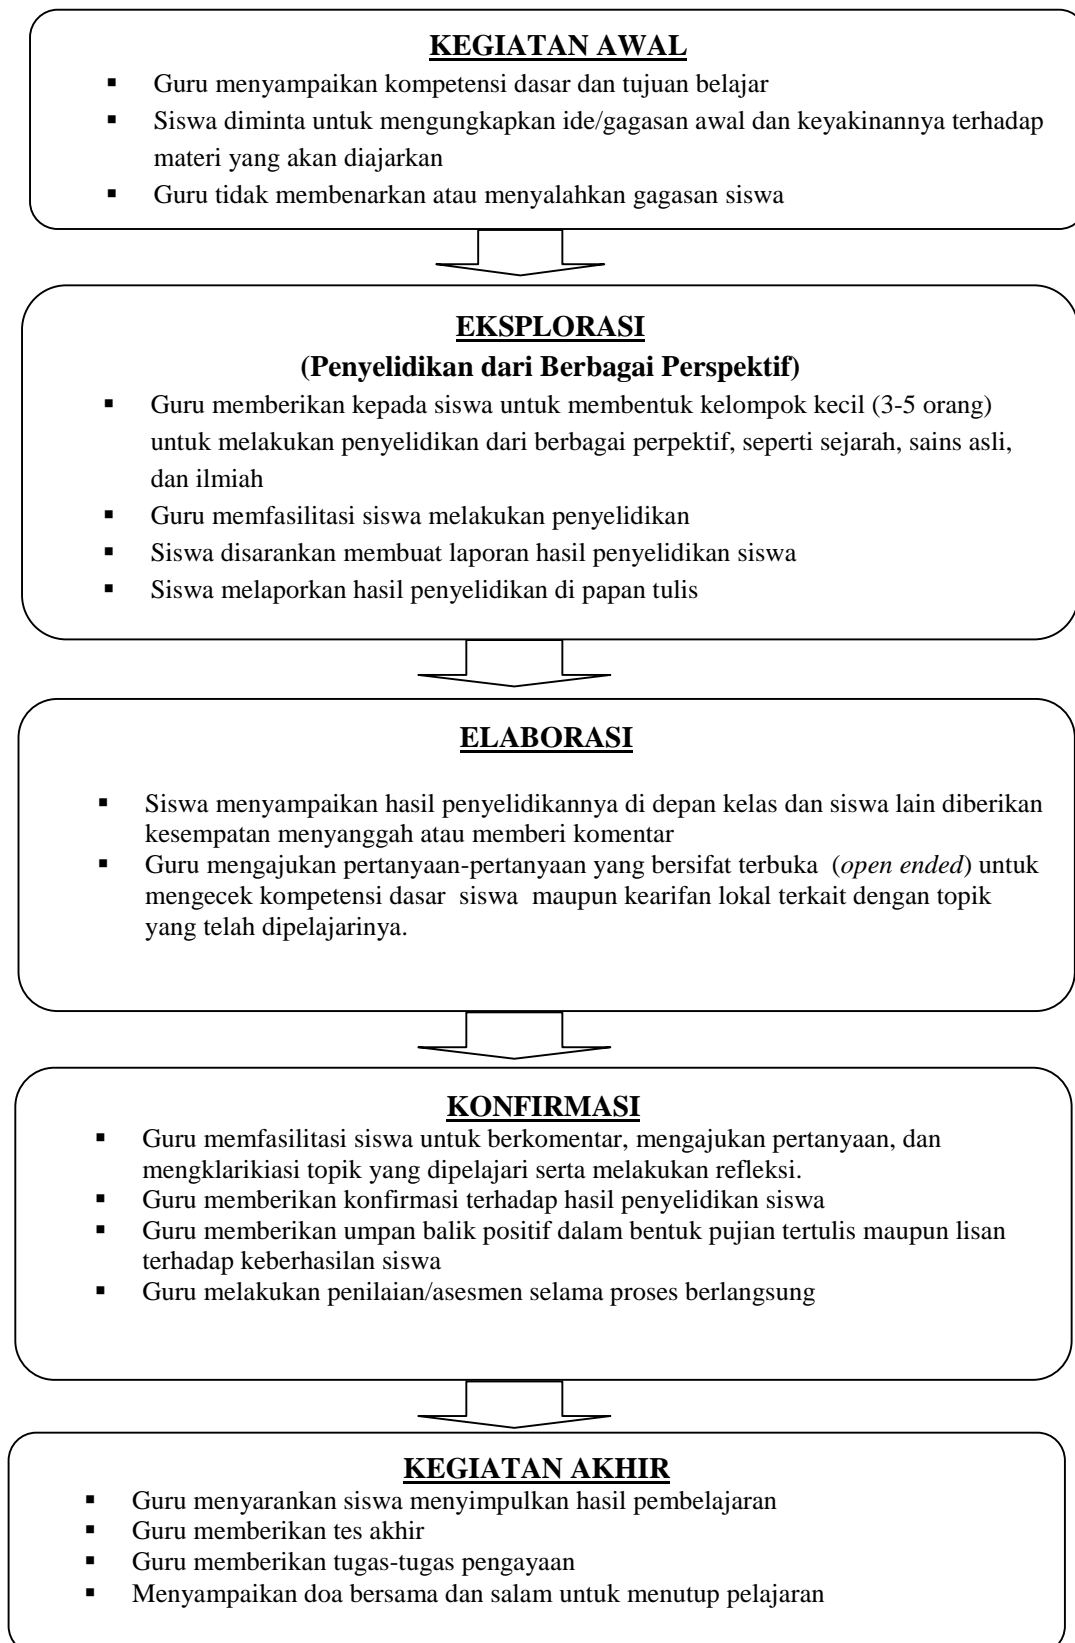 KEGIATAN AWAL
▪ Guru menyampaikan kompetensi dasar dan tujuan belajar
▪ Siswa diminta untuk mengungkapkan ide/gagasan awal dan keyakinannya terhadap
materi yang akan diajarkan
▪ Guru tidak membenarkan atau menyalahkan gagasan siswa
EKSPLORASI
(Penyelidikan dari Berbagai Perspektif)
▪ Guru memberikan kepada siswa untuk membentuk kelompok kecil (3-5 orang)
untuk melakukan penyelidikan dari berbagai perpektif, seperti sejarah, sains asli,
dan ilmiah
▪ Guru memfasilitasi siswa melakukan penyelidikan
▪ Siswa disarankan membuat laporan hasil penyelidikan siswa
▪ Siswa melaporkan hasil penyelidikan di papan tulis
ELABORASI
▪ Siswa menyampaikan hasil penyelidikannya di depan kelas dan siswa lain diberikan
kesempatan menyanggah atau memberi komentar
▪ Guru mengajukan pertanyaan-pertanyaan yang bersifat terbuka (open ended) untuk
mengecek kompetensi dasar siswa maupun kearifan lokal terkait dengan topik
yang telah dipelajarinya.
KONFIRMASI
▪ Guru memfasilitasi siswa untuk berkomentar, mengajukan pertanyaan, dan
mengklarikiasi topik yang dipelajari serta melakukan refleksi.
▪ Guru memberikan konfirmasi terhadap hasil penyelidikan siswa
▪ Guru memberikan umpan balik positif dalam bentuk pujian tertulis maupun lisan
terhadap keberhasilan siswa
▪ Guru melakukan penilaian/asesmen selama proses berlangsung
KEGIATAN AKHIR
▪ Guru menyarankan siswa menyimpulkan hasil pembelajaran
▪ Guru memberikan tes akhir
▪ Guru memberikan tugas-tugas pengayaan
▪ Menyampaikan doa bersama dan salam untuk menutup pelajaran